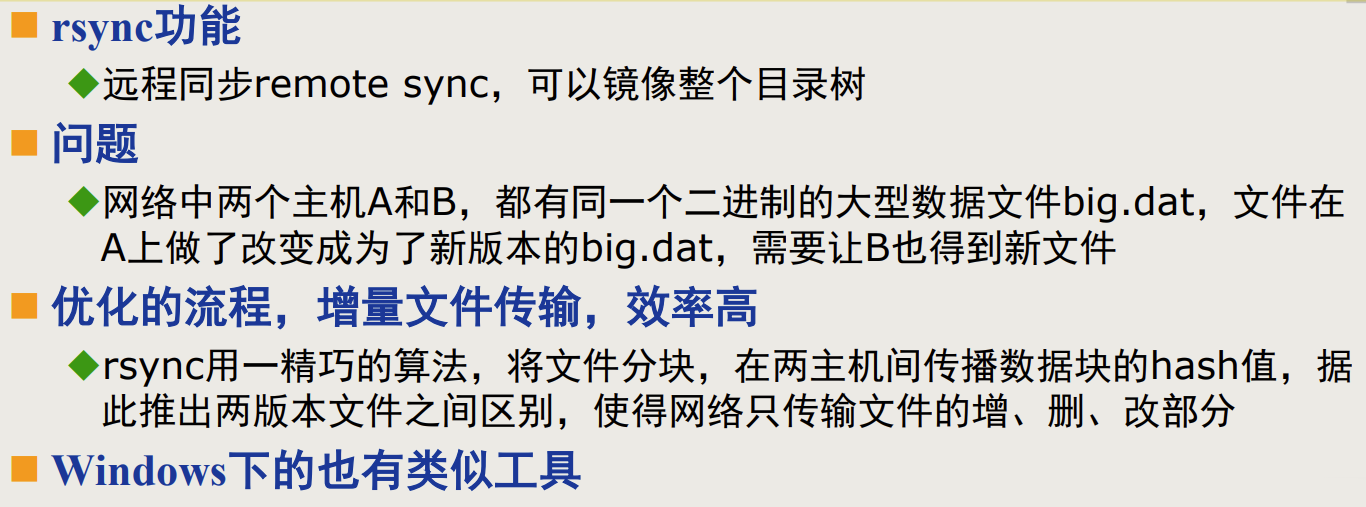 rsync功能
远程同步remote sync，可以镜像整个目录树
问题
网络中两个主机A和B，都有同一个二进制的大型数据文件big.dat，文件在
A上做了改变成为了新版本的big.dat，需要让B也得到新文件
优化的流程，增量文件传输，效率高
rsync用一精巧的算法，将文件分块，在两主机间传播数据块的hash值，据
此推出两版本文件之间区别，使得网络只传输文件的增、删、改部分
Windows下的也有类似工具